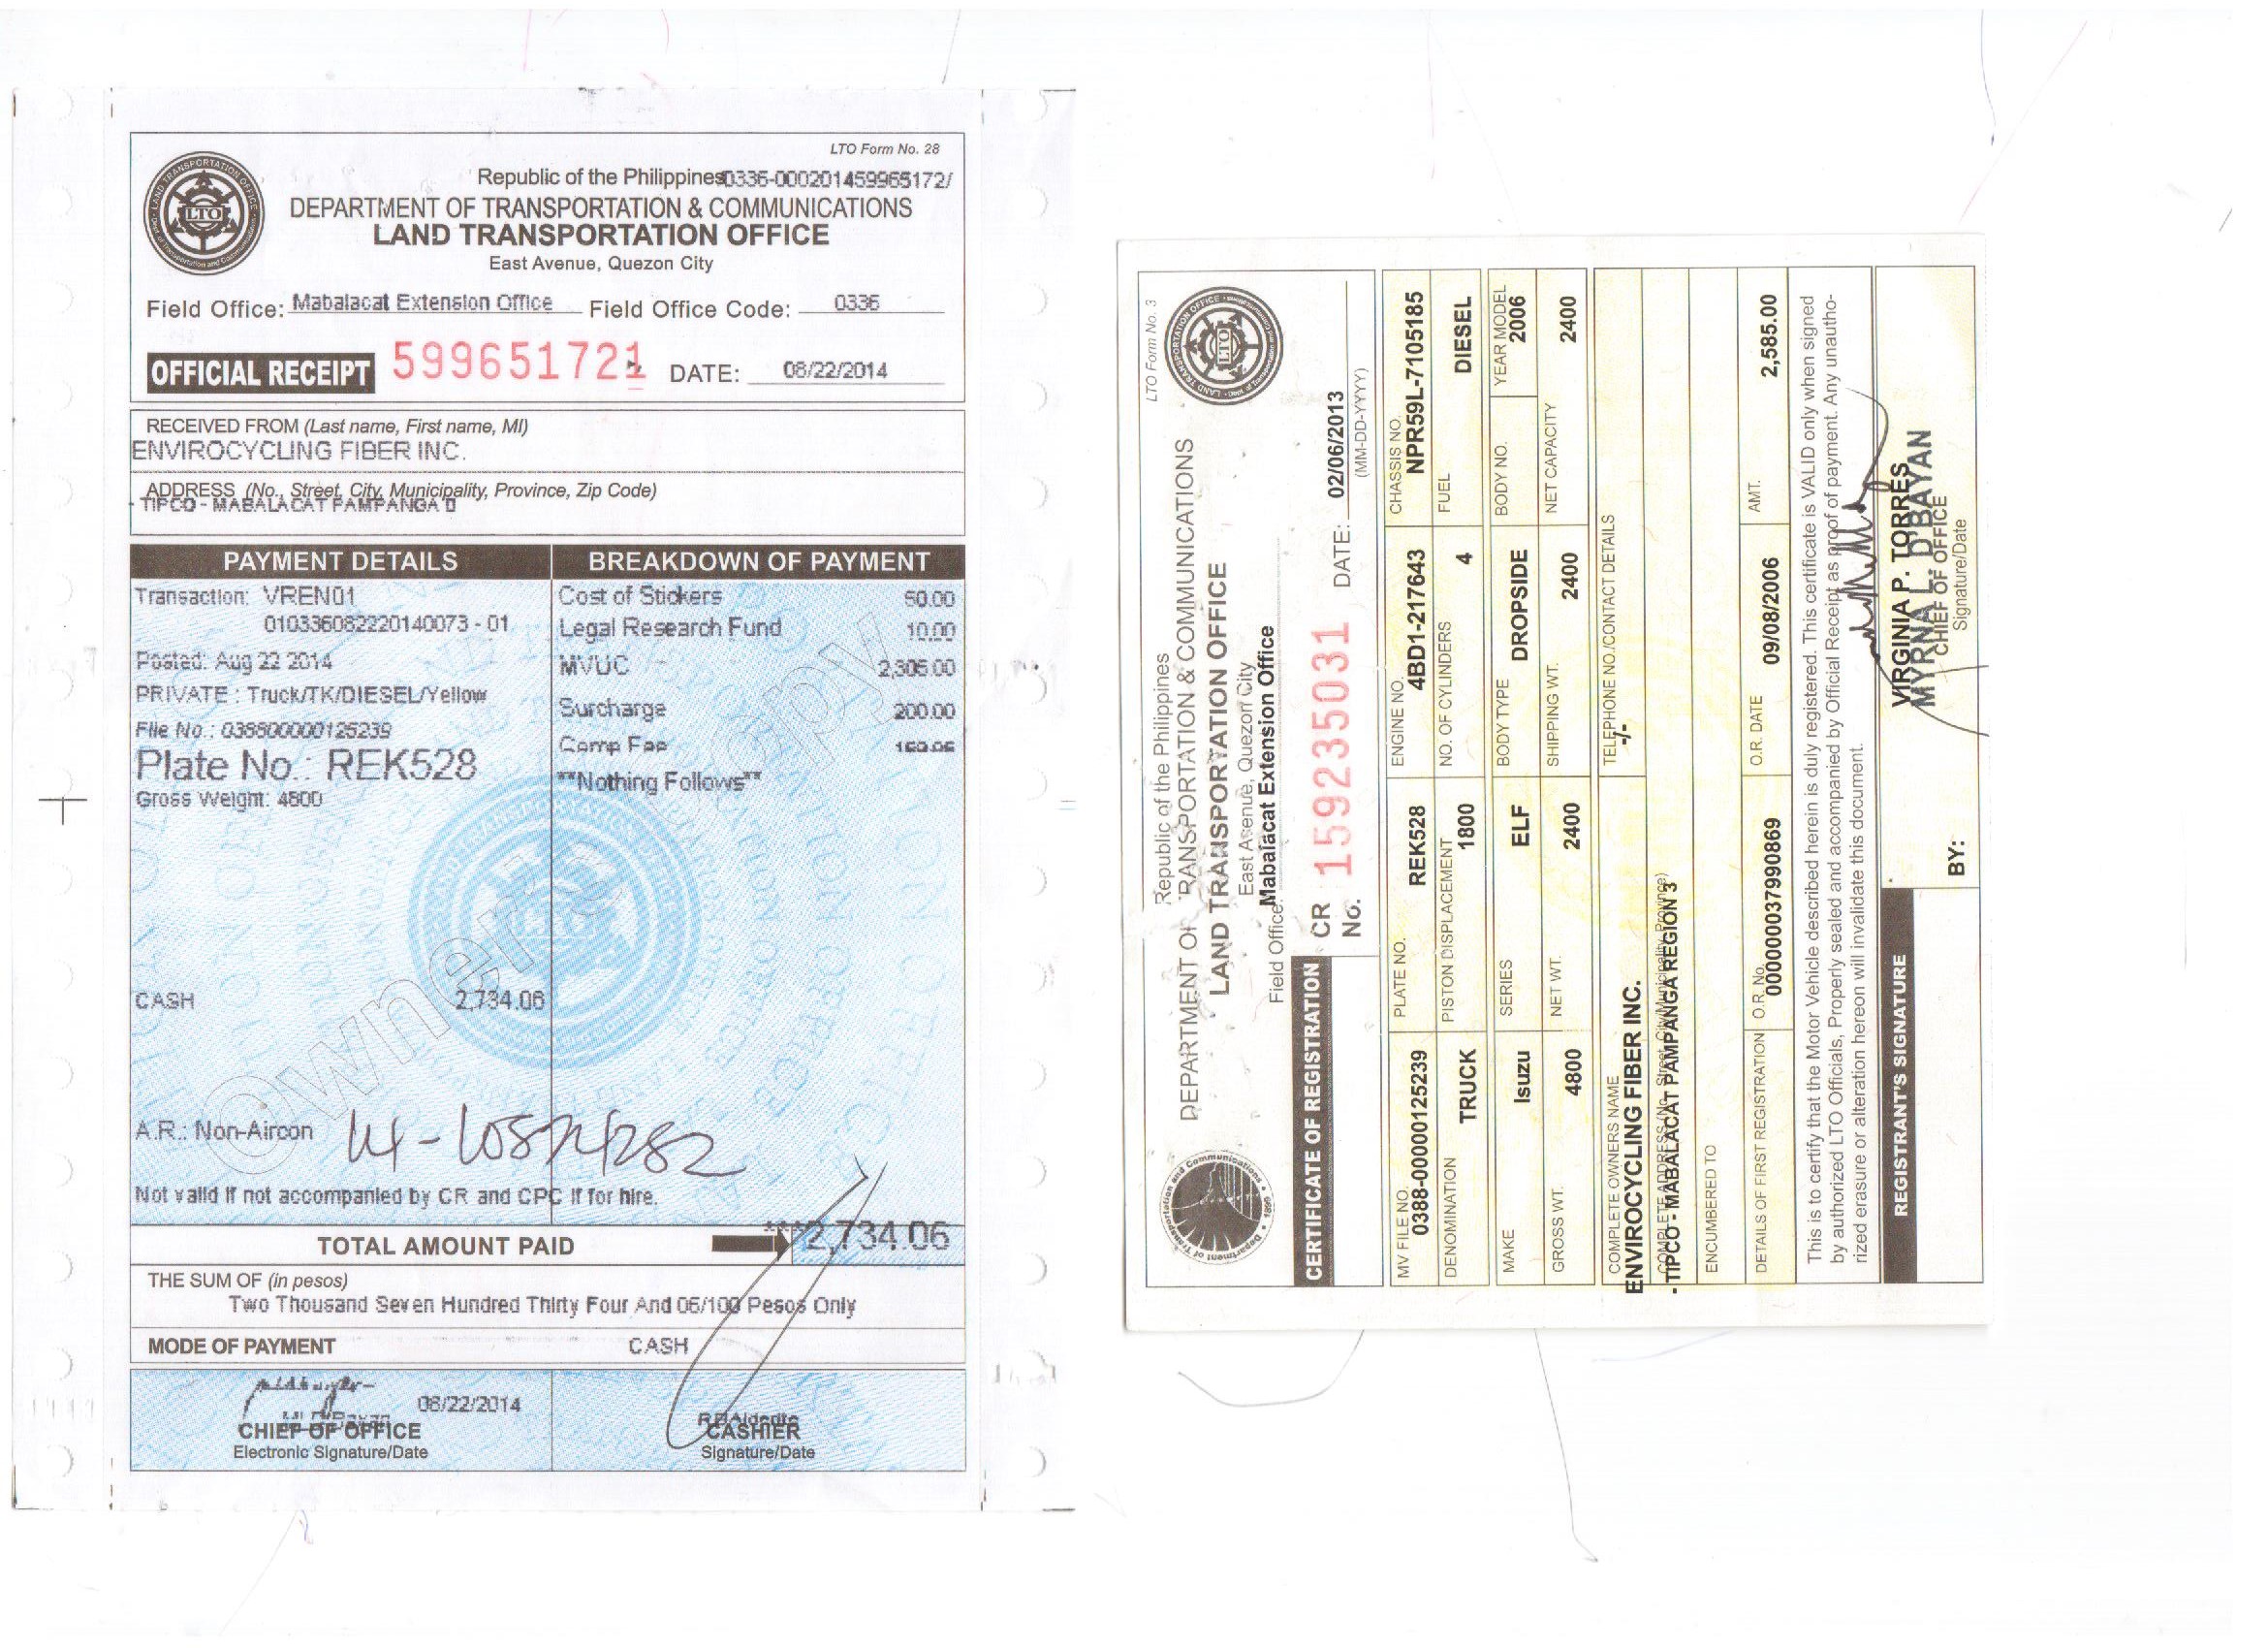 LTO Form No. 28
Republic of the Philippines 0336-000201459965172/
DEPARTMENT OF TRANSPORTATION & COMMUNICATIONS
LAND TRANSPORTATION OFFICE
East Avenue, Quezon City
Field Office: Mabalacat Extension Office Field Office Code: 0336
OFFICIAL RECEIPT 599651721 DATE: 08/22/2014
RECEIVED FROM (Last name, First name, MI)
ENVIROCYCLING FIBER INC.
ADDRESS (No., Street, City, Municipality, Province, Zip Code)
- TIPCO - MABALACAT PAMPANGA
PAYMENT DETAILS BREAKDOWN OF PAYMENT
Transaction: VREN01 Cost of Stickers 50.00
010336082220140073 - 01 Legal Research Fund 10.00
Posted: Aug 22 2014 MVUC 2,305.00
PRIVATE : Truck/TK/DIESEL/Yellow Surcharge 200.00
File No.: 038800000125239 Comp Fee 169.06
Plate No.: REK528 **Nothing Follows**
Gross Weight: 4800
Owner's Copy
CASH 2,734.06
A.R.: Non-Aircon
Not valid if not accompanied by CR and CPC if for hire.
TOTAL AMOUNT PAID ****2,734.06
THE SUM OF (in pesos)
Two Thousand Seven Hundred Thirty Four And 06/100 Pesos Only
MODE OF PAYMENT CASH
08/22/2014
CHIEF OF OFFICE CASHIER
Electronic Signature/Date Signature/Date
LTO Form No. 3
Republic of the Philippines
DEPARTMENT OF TRANSPORTATION & COMMUNICATIONS
LAND TRANSPORTATION OFFICE
East Avenue, Quezon City
Field Office: Mabalacat Extension Office
CERTIFICATE OF REGISTRATION CR No. 159235031 DATE: 02/06/2013
(MM-DD-YYYY)
MV FILE NO. PLATE NO. ENGINE NO. CHASSIS NO.
0388-00000125239 REK528 4BD1-217643 NPR59L-7105185
DENOMINATION PISTON DISPLACEMENT NO. OF CYLINDERS FUEL
TRUCK 1800 4 DIESEL
MAKE SERIES BODY TYPE BODY NO. YEAR MODEL
Isuzu ELF DROPSIDE 2006
GROSS WT. NET WT. SHIPPING WT. NET CAPACITY
4800 2400 2400 2400
COMPLETE OWNERS NAME TELEPHONE NO./CONTACT DETAILS
ENVIROCYCLING FIBER INC. -/-
COMPLETE ADDRESS (No., Street, City/Municipality, Province)
- TIPCO - MABALACAT PAMPANGA REGION 3
ENCUMBERED TO
DETAILS OF FIRST REGISTRATION O.R. No. O.R. DATE AMT.
000000037990869 09/08/2006 2,585.00
This is to certify that the Motor Vehicle described herein is duly registered. This certificate is VALID only when signed
by authorized LTO Officials, Properly sealed and accompanied by Official Receipt as proof of payment. Any unautho-
rized erasure or alteration hereon will invalidate this document.
REGISTRANT'S SIGNATURE
VIRGINIA P. TORRES
BY: MYRNA L. D'BAYAN
CHIEF OF OFFICE
Signature/Date